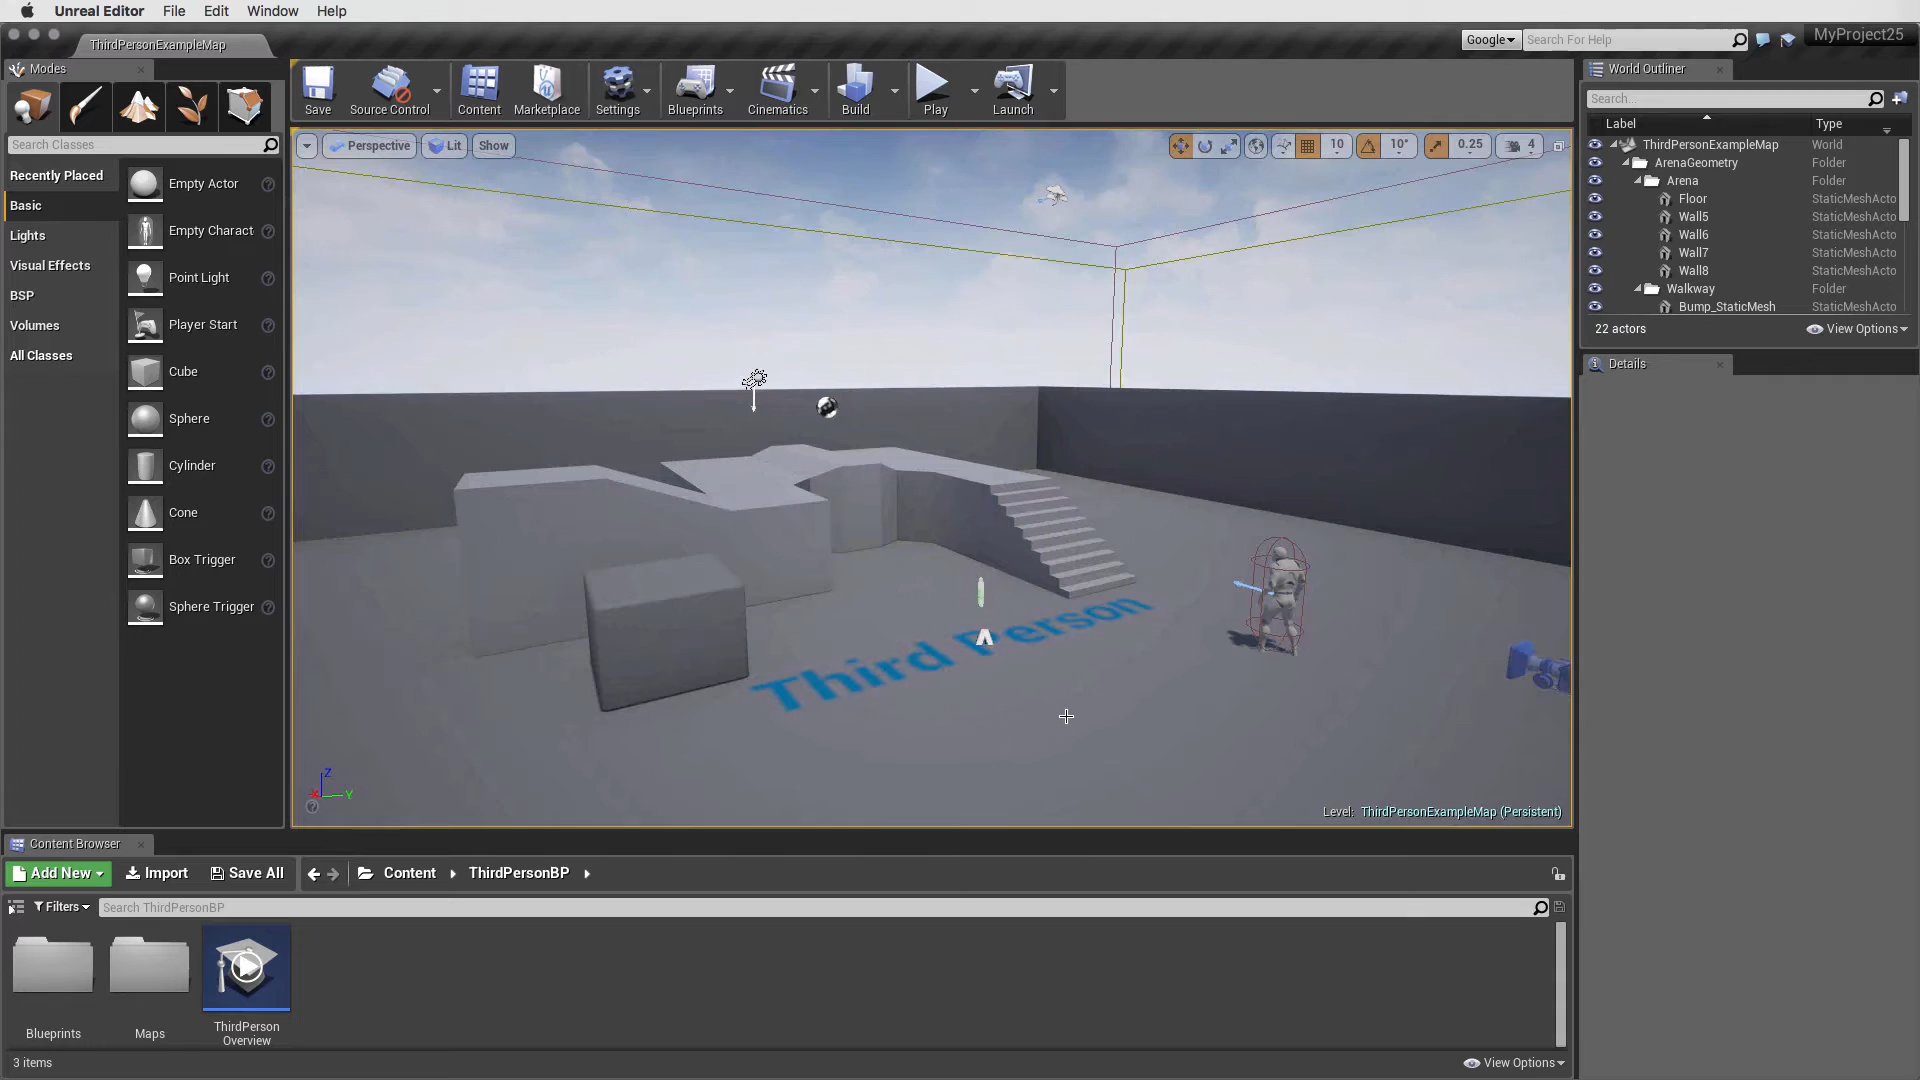 Unreal Editor File Edit Window Help
ThirdPersonExampleMap
Google Search For Help MyProject25
Modes
Save Source Control Content Marketplace Settings Blueprints Cinematics Build Play Launch
World Outliner
Search...
Label Type
Search Classes
Perspective Lit Show 10 10° 0.25 4
ThirdPersonExampleMap World
ArenaGeometry Folder
Arena Folder
Floor StaticMeshActo
Wall5 StaticMeshActo
Wall6 StaticMeshActo
Wall7 StaticMeshActo
Wall8 StaticMeshActo
Walkway Folder
Bump_StaticMesh StaticMeshActo
22 actors View Options
Details
Recently Placed
Basic
Lights
Visual Effects
BSP
Volumes
All Classes
Empty Actor
Empty Charact
Point Light
Player Start
Cube
Sphere
Cylinder
Cone
Box Trigger
Sphere Trigger
Third Person
Z
X Y
Level: ThirdPersonExampleMap (Persistent)
Content Browser
Add New Import Save All Content ThirdPersonBP
Filters Search ThirdPersonBP
Blueprints
Maps
ThirdPerson
Overview
3 items View Options